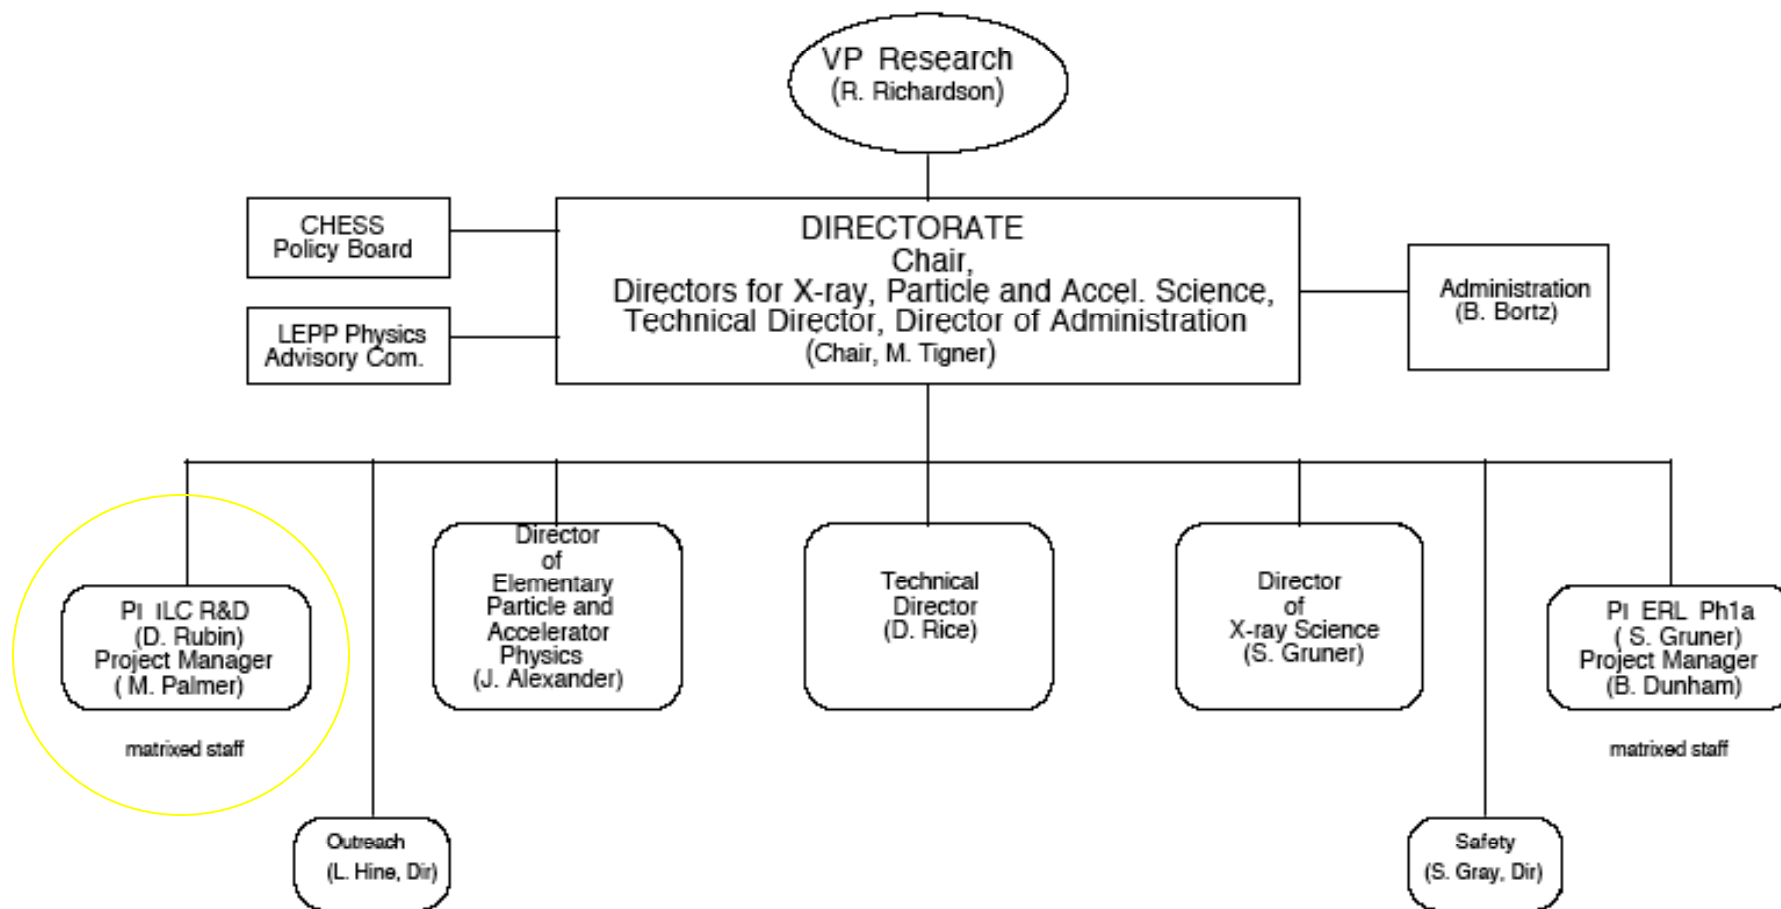 VP Research
(R. Richardson)
CHESS
Policy Board
LEPP Physics
Advisory Com.
DIRECTORATE
Chair,
Directors for X-ray, Particle and Accel. Science,
Technical Director, Director of Administration
(Chair, M. Tigner)
Administration
(B. Bortz)
PI ILC R&D
(D. Rubin)
Project Manager
( M. Palmer)
matrixed staff
Outreach
(L. Hine, Dir)
Director
of
Elementary
Particle and
Accelerator
Physics
(J. Alexander)
Technical
Director
(D. Rice)
Director
of
X-ray Science
(S. Gruner)
Safety
(S. Gray, Dir)
PI ERL Ph1a
( S. Gruner)
Project Manager
(B. Dunham)
matrixed staff